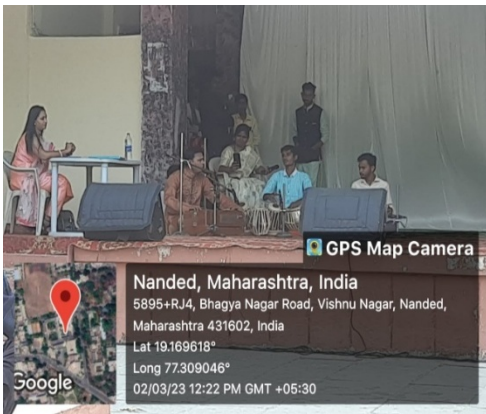 GPS Map Camera
Nanded, Maharashtra, India
5895+RJ4, Bhagya Nagar Road, Vishnu Nagar, Nanded,
Maharashtra 431602, India
Lat 19.169618°
Long 77.309046°
02/03/23 12:22 PM GMT +05:30
Google